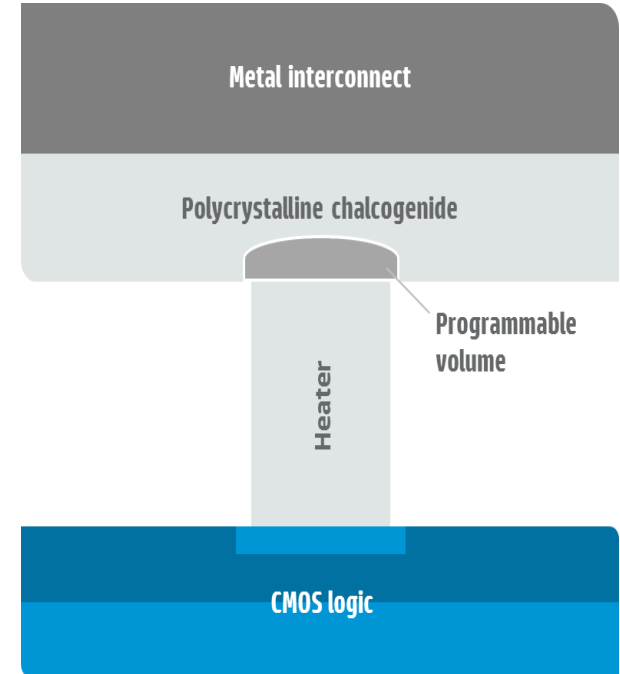 Metal interconnect
Polycrystalline chalcogenide
Programmable
volume
Heater
CMOS logic